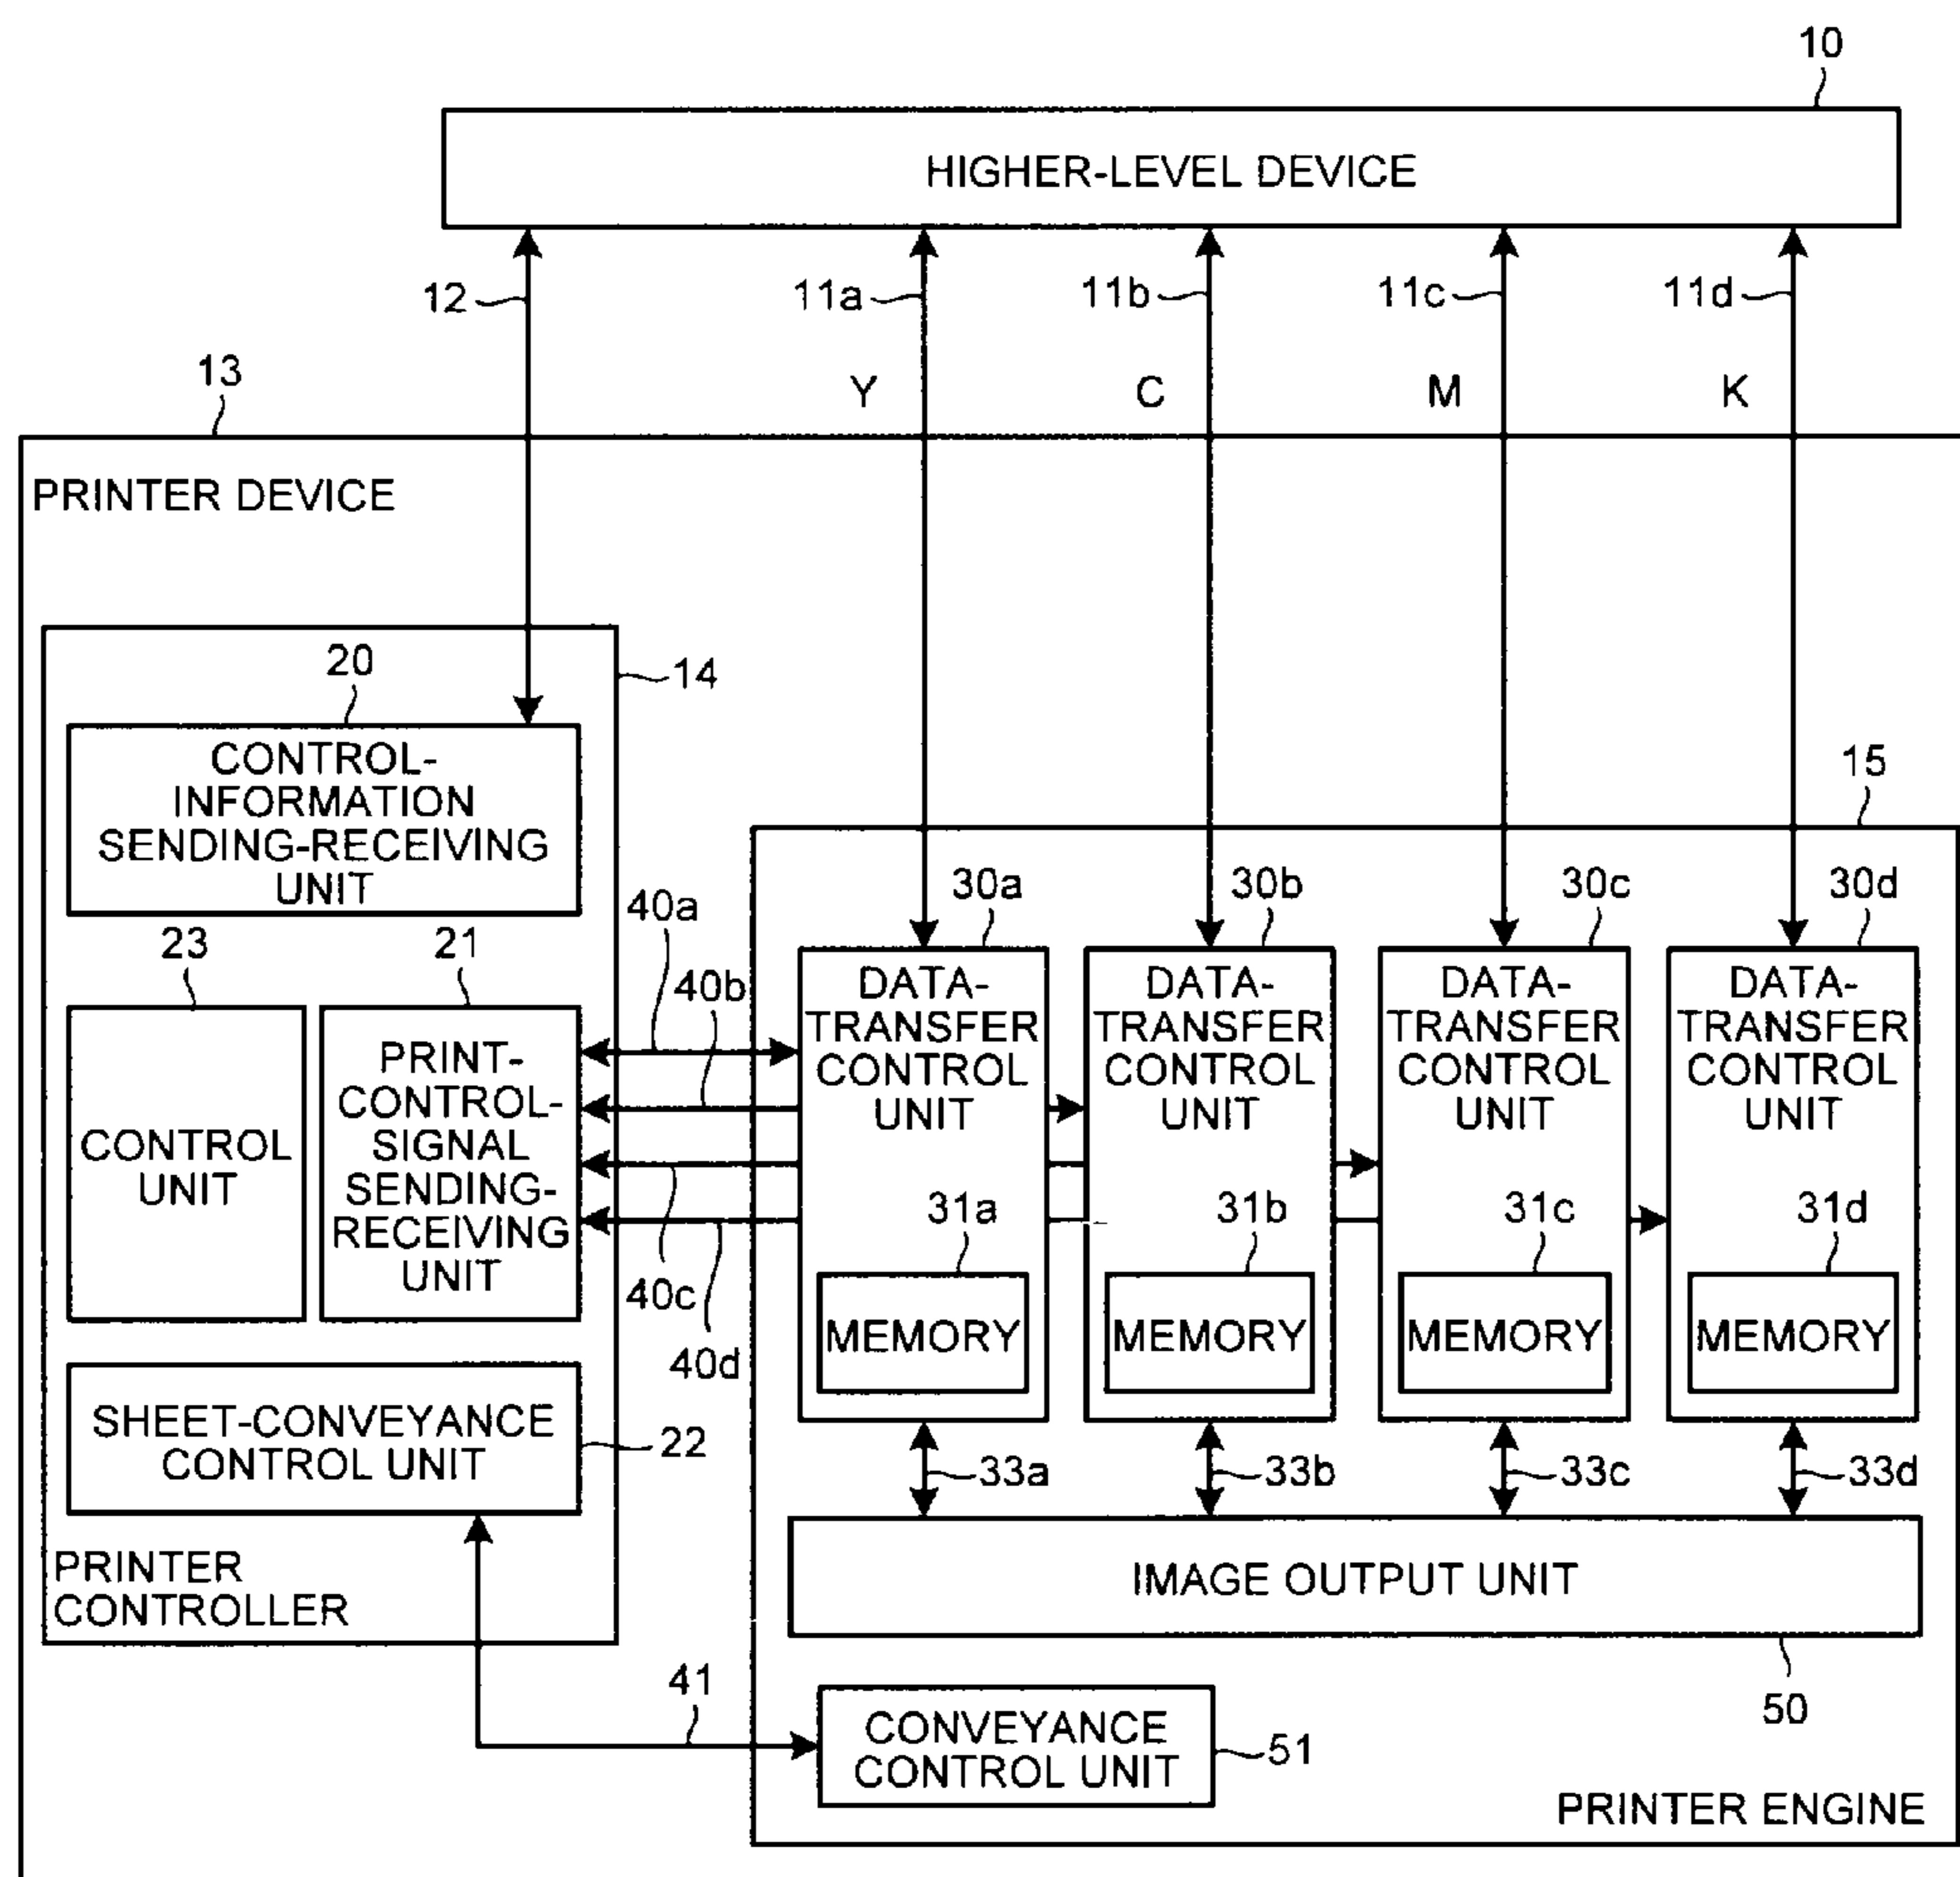 10
HIGHER-LEVEL DEVICE
12
11a
11b
11c
11d
13
Y
C
M
K
PRINTER DEVICE
20
14
CONTROL-
INFORMATION
SENDING-RECEIVING
UNIT
15
30a
30b
30c
30d
40a
23
21
40b
DATA-
TRANSFER
CONTROL
UNIT
DATA-
TRANSFER
CONTROL
UNIT
DATA-
TRANSFER
CONTROL
UNIT
DATA-
TRANSFER
CONTROL
UNIT
CONTROL
UNIT
PRINT-
CONTROL-
SIGNAL
SENDING-
RECEIVING
UNIT
31a
31b
31c
31d
40c
MEMORY
MEMORY
MEMORY
MEMORY
40d
SHEET-CONVEYANCE
CONTROL UNIT
22
33a
33b
33c
33d
PRINTER
CONTROLLER
IMAGE OUTPUT UNIT
41
50
CONVEYANCE
CONTROL UNIT
51
PRINTER ENGINE